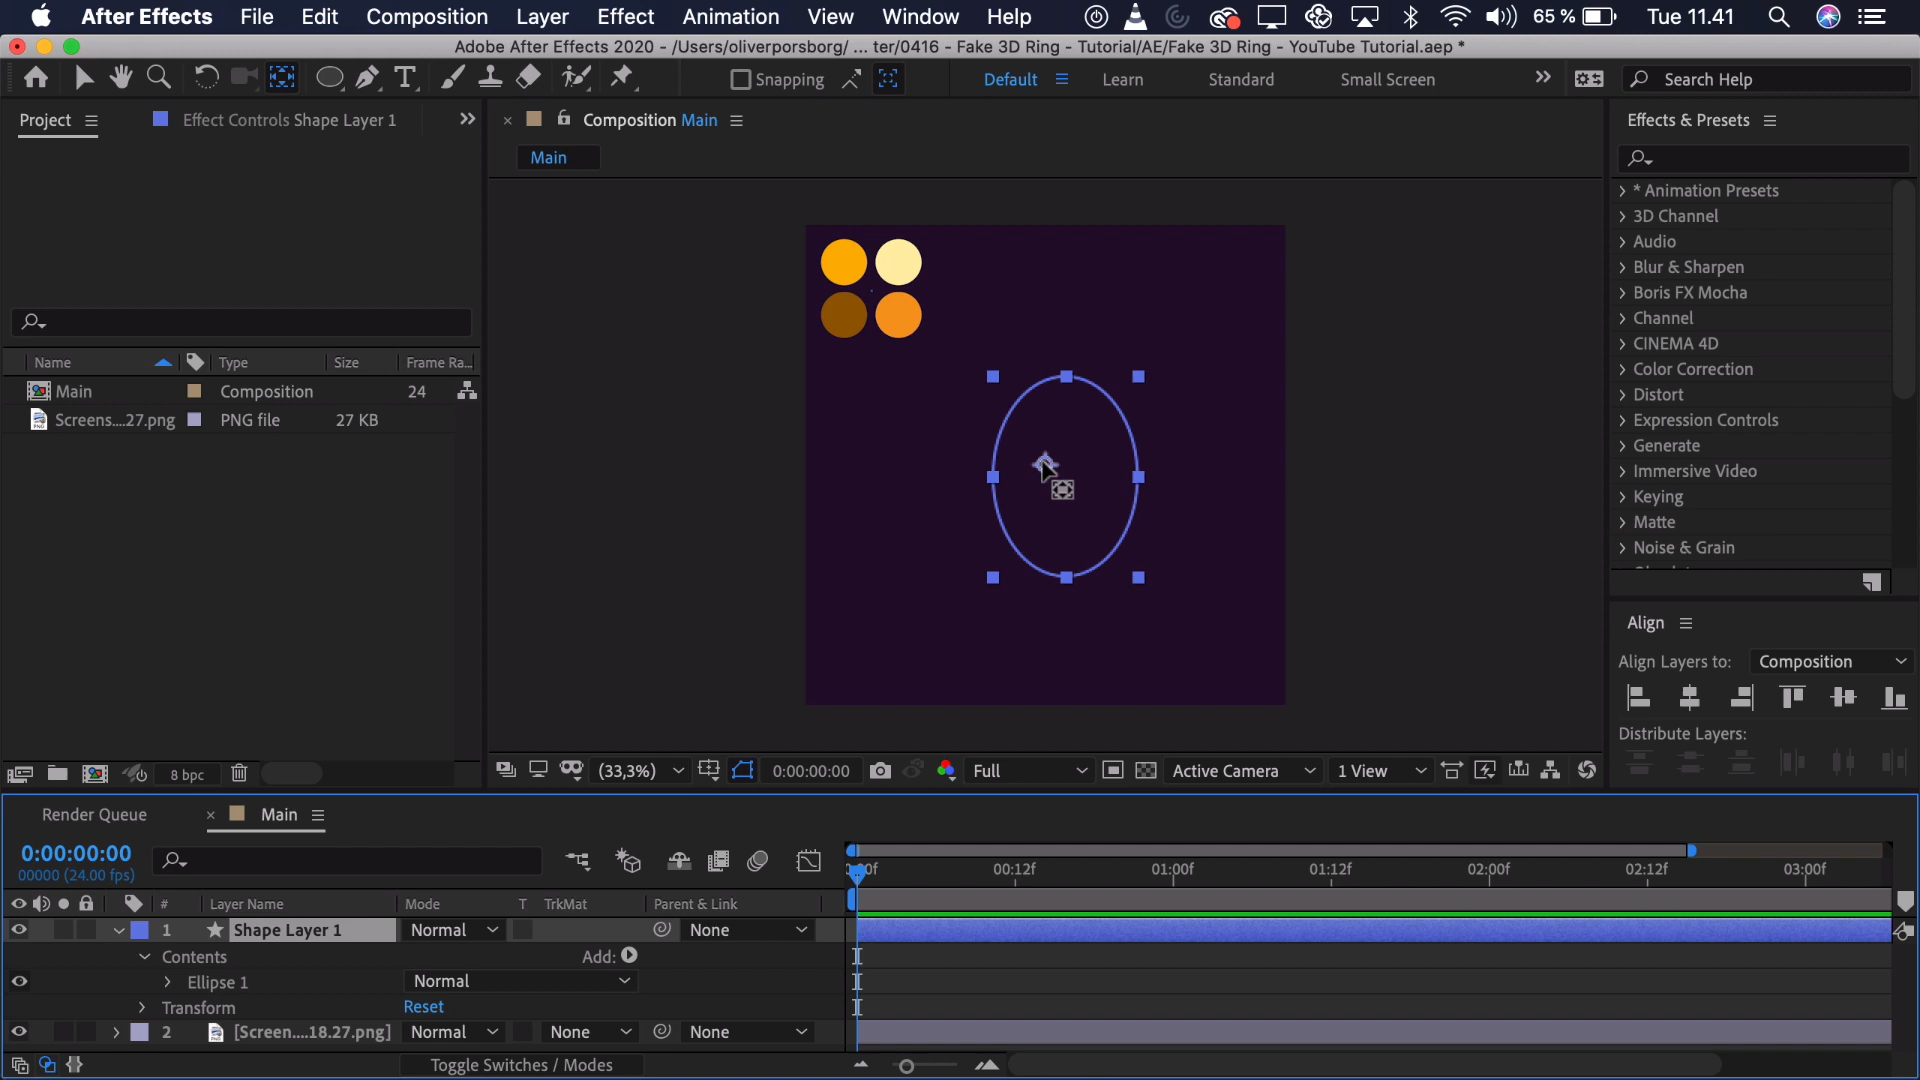 After Effects File Edit Composition Layer Effect Animation View Window Help 65 % Tue 11.41
Adobe After Effects 2020 - /Users/oliverporsborg/ ... ter/0416 - Fake 3D Ring - Tutorial/AE/Fake 3D Ring - YouTube Tutorial.aep *
Snapping Default Learn Standard Small Screen Search Help
Project Effect Controls Shape Layer 1 Composition Main Effects & Presets
Main
* Animation Presets
3D Channel
Audio
Blur & Sharpen
Boris FX Mocha
Channel
CINEMA 4D
Color Correction
Distort
Expression Controls
Generate
Immersive Video
Keying
Matte
Noise & Grain
Name Type Size Frame Ra...
Main Composition 24
Screens....27.png PNG file 27 KB
Align
Align Layers to: Composition
Distribute Layers:
8 bpc (33,3%) 0:00:00:00 Full Active Camera 1 View
Render Queue Main
0:00:00:00
00000 (24.00 fps)
00:12f 01:00f 01:12f 02:00f 02:12f 03:00f
# Layer Name Mode T TrkMat Parent & Link
1 Shape Layer 1 Normal None
Contents Add:
Ellipse 1 Normal
Transform Reset
2 [Screen....18.27.png] Normal None None
Toggle Switches / Modes